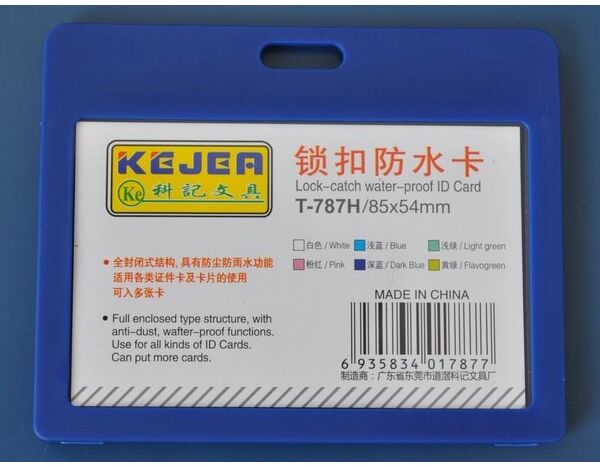 KEJEA
Ke 科記文具
锁扣防水卡
Lock-catch water-proof ID Card
T-787H/85x54mm
白色/White 浅蓝/Blue 浅绿/Light green
粉红/Pink 深蓝/Dark Blue 黄绿/Flavogreen
• 全封闭式结构,具有防尘防雨水功能
适用各类证件卡及卡片的使用
可入多张卡
• Full enclosed type structure, with
anti-dust, wafter-proof functions.
Use for all kinds of ID Cards.
Can put more cards.
MADE IN CHINA
6 935834 017877
制造商:广东省东莞市道滘科记文具厂